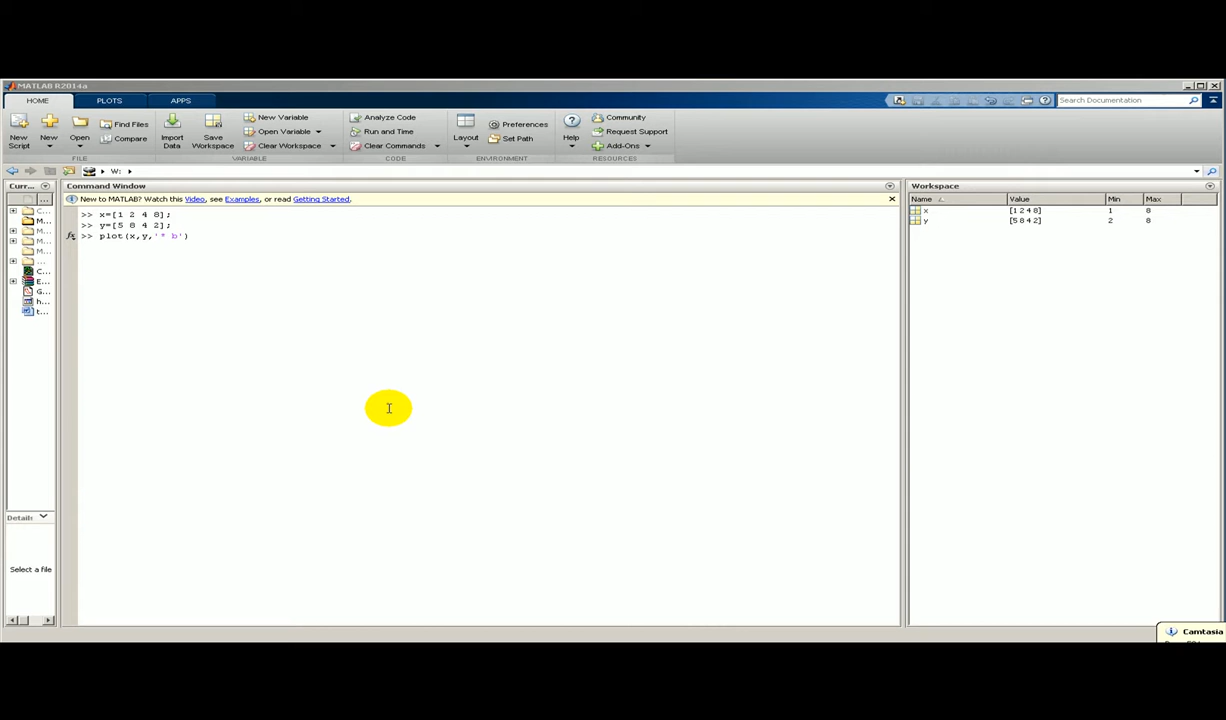 MATLAB R2014a
HOME PLOTS APPS Search Documentation
New Script New Open Find Files Compare Import Data Save Workspace New Variable Open Variable Clear Workspace Analyze Code Run and Time Clear Commands Layout Preferences Set Path Help Community Request Support Add-Ons
FILE VARIABLE CODE ENVIRONMENT RESOURCES
W:
Curr... Command Window Workspace
New to MATLAB? Watch this Video, see Examples, or read Getting Started.
Name Value Min Max
>> x=[1 2 4 8];
>> y=[5 8 4 2];
fx >> plot(x,y,'* b')
x [1 2 4 8] 1 8
y [5 8 4 2] 2 8
C...
M...
M...
M...
M...
...
C...
E...
G...
h...
t...
Details
Select a file
Camtasia